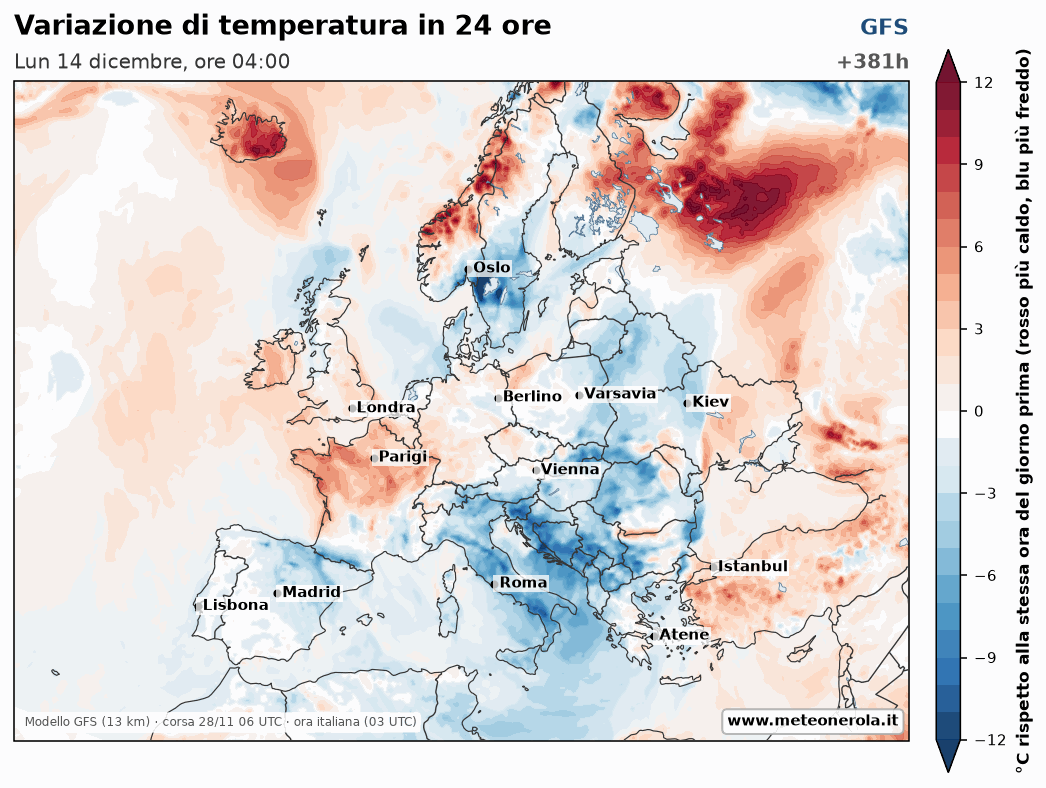 Variazione di temperatura in 24 ore
GFS
Lun 14 dicembre, ore 04:00
+381h
Oslo
Berlino
Varsavia
Kiev
Londra
Parigi
Vienna
Istanbul
Roma
Madrid
Lisbona
Atene
Modello GFS (13 km) · corsa 28/11 06 UTC · ora italiana (03 UTC)
www.meteonerola.it
12
9
6
3
0
−3
−6
−9
−12
°C rispetto alla stessa ora del giorno prima (rosso più caldo, blu più freddo)